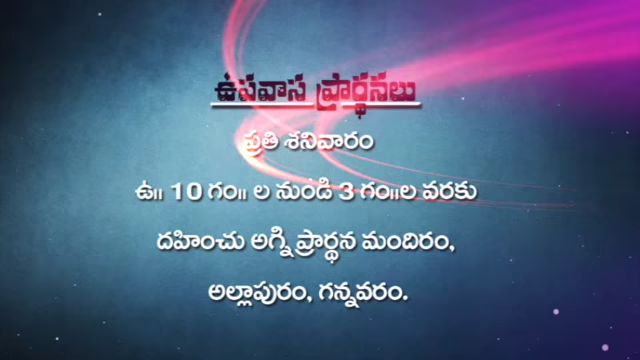 ఉపవాస ప్రార్థనలు
ప్రతి శనివారం
ఉ॥ 10 గం॥ ల నుండి 3 గం॥ల వరకు
దహించు అగ్ని ప్రార్థన మందిరం,
అల్లాపురం, గన్నవరం.